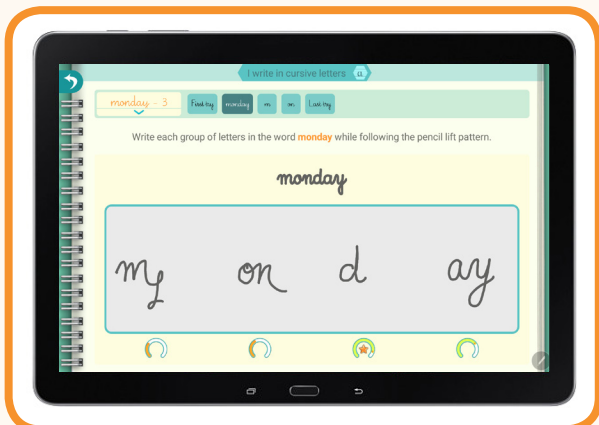 I write in cursive letters a
monday - 3 First try monday m on Last try
Write each group of letters in the word monday while following the pencil lift pattern.
monday
m on d ay